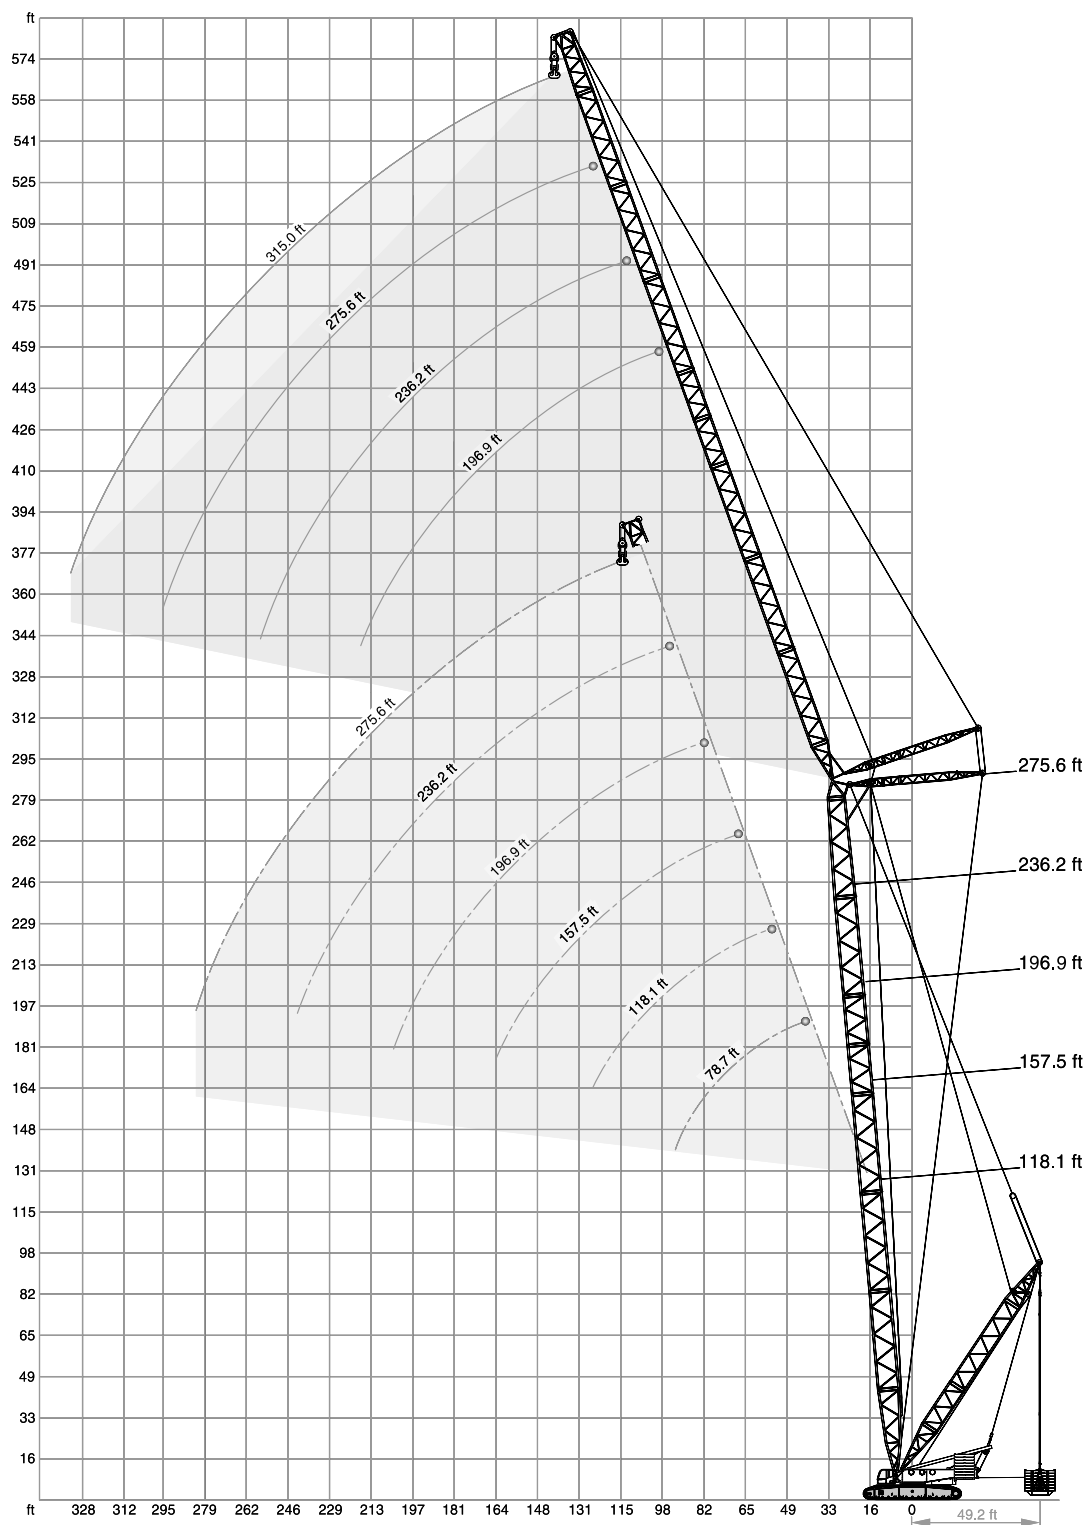 ft
574
558
541
525
509
491
475
459
443
426
410
394
377
360
344
328
312
295
279
262
246
229
213
197
181
164
148
131
115
98
82
65
49
33
16
315.0 ft
275.6 ft
236.2 ft
196.9 ft
275.6 ft
236.2 ft
196.9 ft
157.5 ft
118.1 ft
78.7 ft
275.6 ft
236.2 ft
196.9 ft
157.5 ft
118.1 ft
ft 328 312 295 279 262 246 229 213 197 181 164 148 131 115 98 82 65 49 33 16 0
49.2 ft